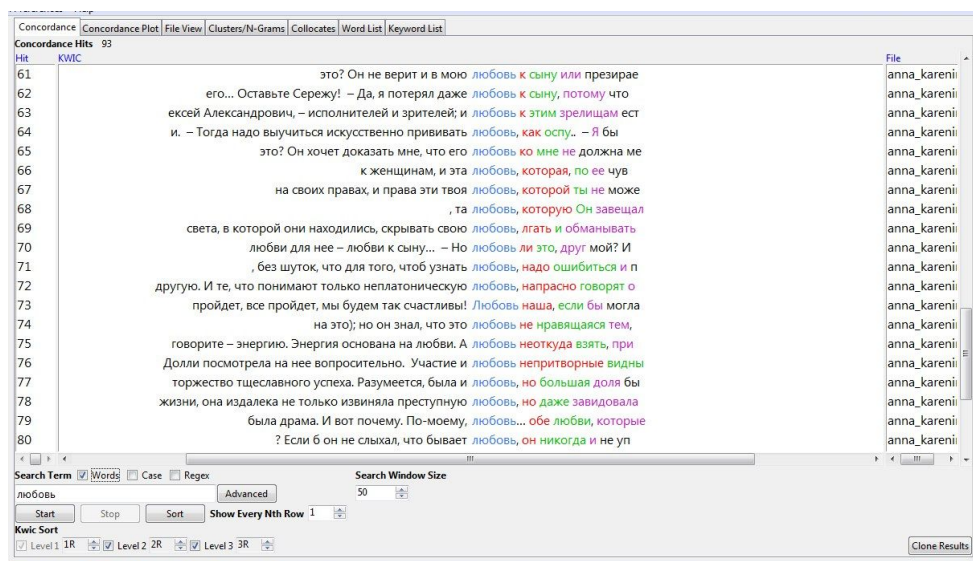 Concordance Concordance Plot File View Clusters/N-Grams Collocates Word List Keyword List
Concordance Hits 93
Hit KWIC File
61 это? Он не верит и в мою любовь к сыну или презирае anna_karenii
62 его... Оставьте Сережу! – Да, я потерял даже любовь к сыну, потому что anna_karenii
63 ексей Александрович, – исполнителей и зрителей; и любовь к этим зрелищам ест anna_karenii
64 и. – Тогда надо выучиться искусственно прививать любовь, как оспу.. – Я бы anna_karenii
65 это? Он хочет доказать мне, что его любовь ко мне не должна ме anna_karenii
66 к женщинам, и эта любовь, которая, по ее чув anna_karenii
67 на своих правах, и права эти твоя любовь, которой ты не може anna_karenii
68 , та любовь, которую Он завещал anna_karenii
69 света, в которой они находились, скрывать свою любовь, лгать и обманывать anna_karenii
70 любви для нее – любви к сыну... – Но любовь ли это, друг мой? И anna_karenii
71 , без шуток, что для того, чтоб узнать любовь, надо ошибиться и п anna_karenii
72 другую. И те, что понимают только неплатоническую любовь, напрасно говорят о anna_karenii
73 пройдет, все пройдет, мы будем так счастливы! Любовь наша, если бы могла anna_karenii
74 на это); но он знал, что это любовь не нравящаяся тем, anna_karenii
75 говорите – энергию. Энергия основана на любви. А любовь неоткуда взять, при anna_karenii
76 Долли посмотрела на нее вопросительно. Участие и любовь непритворные видны anna_karenii
77 торжество тщеславного успеха. Разумеется, была и любовь, но большая доля бы anna_karenii
78 жизни, она издалека не только извиняла преступную любовь, но даже завидовала anna_karenii
79 была драма. И вот почему. По-моему, любовь... обе любви, которые anna_karenii
80 ? Если б он не слыхал, что бывает любовь, он никогда и не уп anna_karenii
Search Term Words Case Regex Search Window Size
любовь Advanced 50
Start Stop Sort Show Every Nth Row 1
Kwic Sort
Level 1 1R Level 2 2R Level 3 3R Clone Results